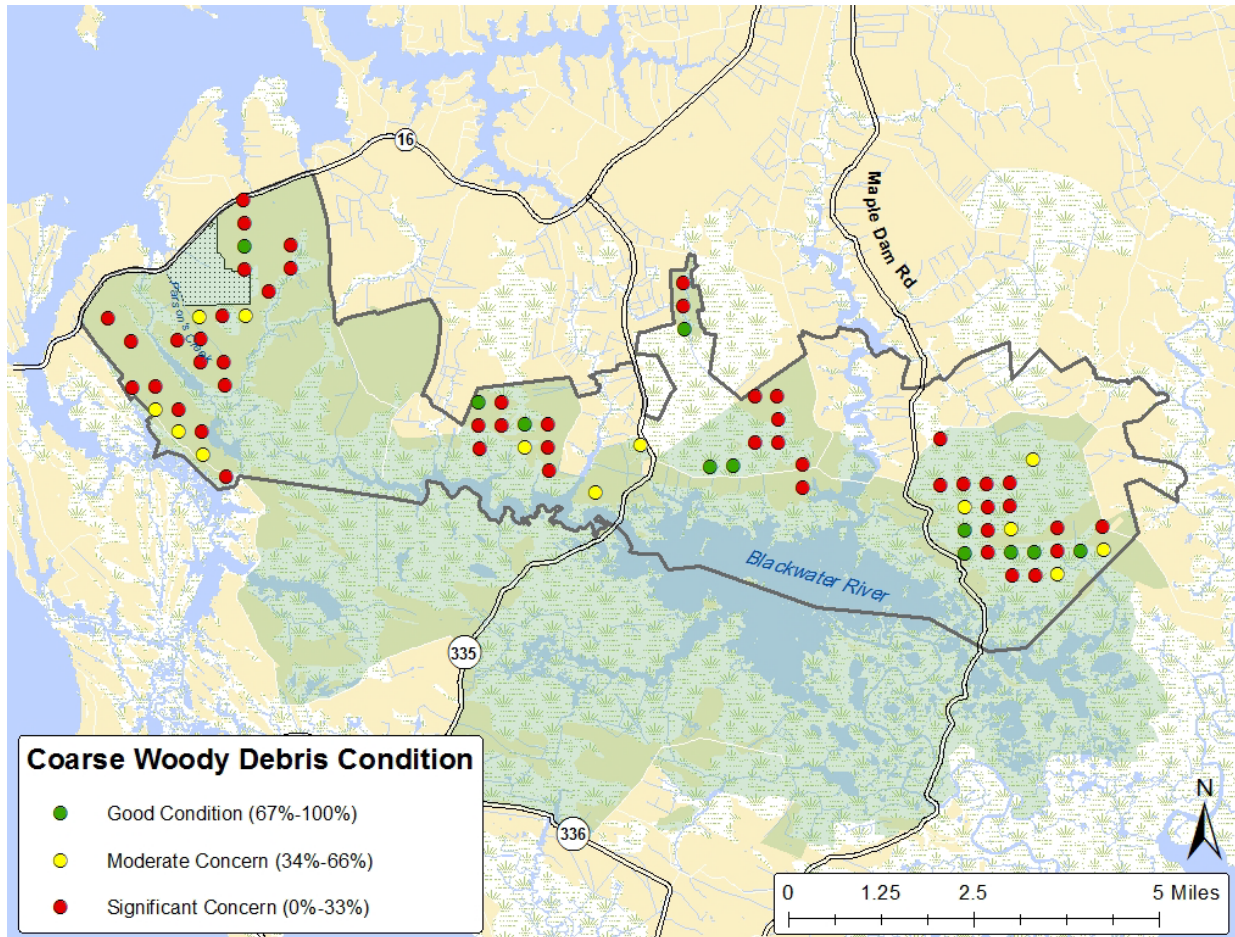 16
Maple Dam Rd
Parson's Creek
Blackwater River
335
336
Coarse Woody Debris Condition
Good Condition (67%-100%)
Moderate Concern (34%-66%)
Significant Concern (0%-33%)
N
0 1.25 2.5 5 Miles